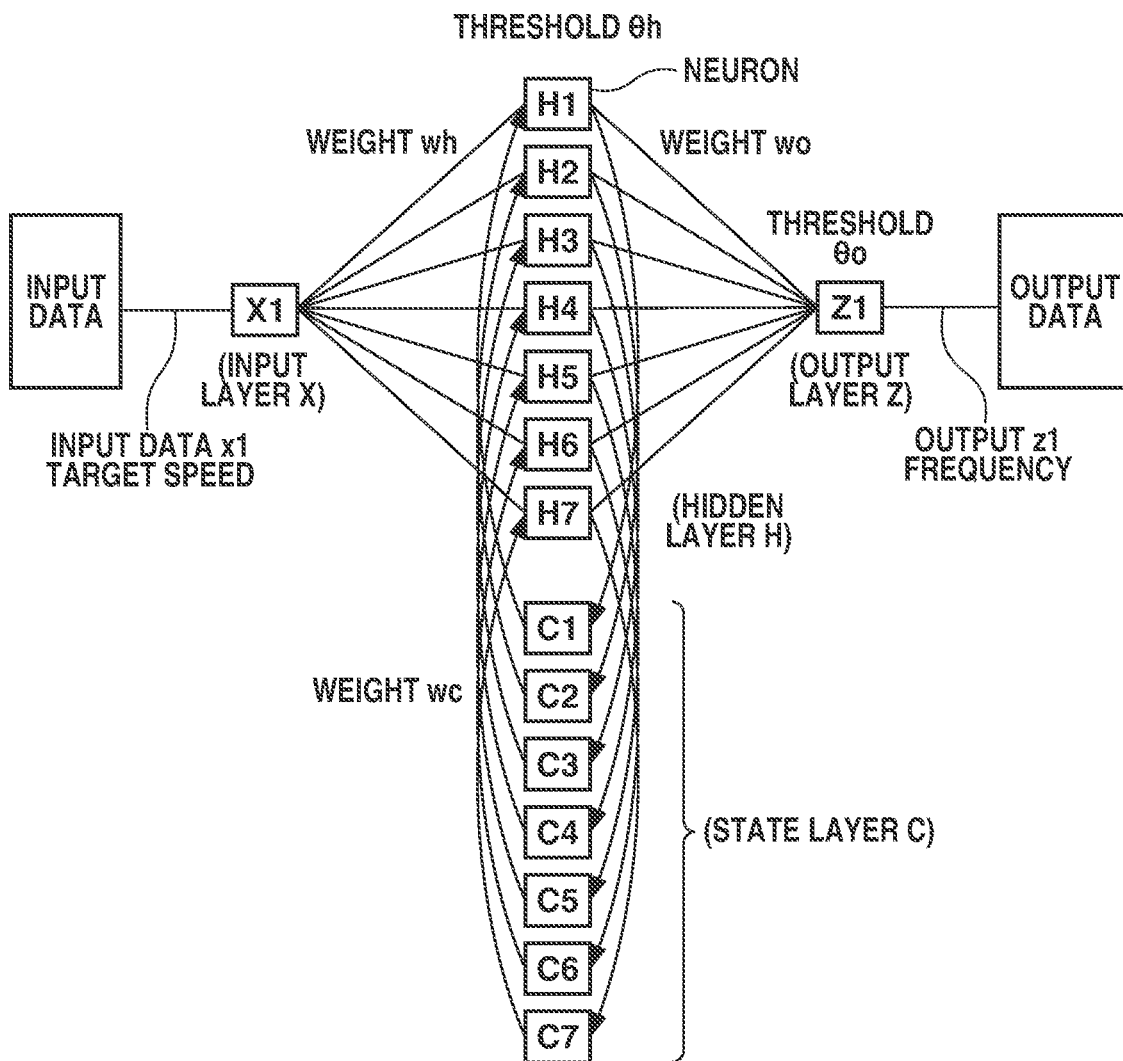 THRESHOLD θh
NEURON
H1
WEIGHT wh
WEIGHT wo
H2
H3
THRESHOLD
θo
INPUT
DATA
X1
H4
Z1
OUTPUT
DATA
(INPUT
LAYER X)
H5
(OUTPUT
LAYER Z)
H6
INPUT DATA x1
TARGET SPEED
OUTPUT z1
FREQUENCY
H7
(HIDDEN
LAYER H)
C1
WEIGHT wc
C2
C3
C4
(STATE LAYER C)
C5
C6
C7